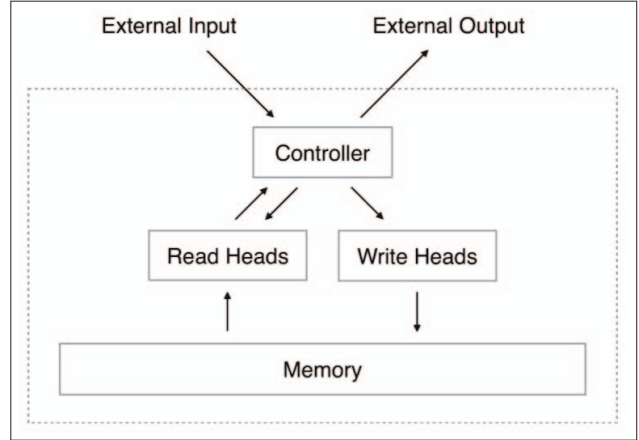 External Input External Output
Controller
Read Heads Write Heads
Memory